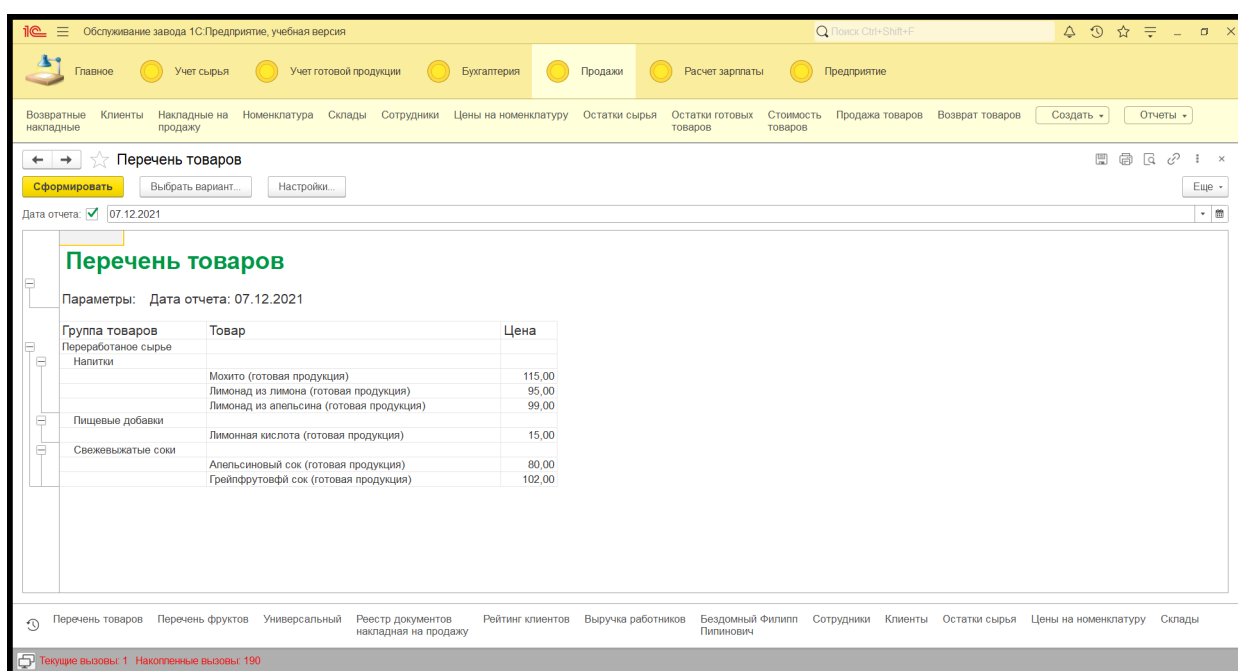 1С Обслуживание завода 1С:Предприятие, учебная версия Поиск Ctrl+Shift+F
Главное Учет сырья Учет готовой продукции Бухгалтерия Продажи Расчет зарплаты Предприятие
Возвратные накладные Клиенты Накладные на продажу Номенклатура Склады Сотрудники Цены на номенклатуру Остатки сырья Остатки готовых товаров Стоимость товаров Продажа товаров Возврат товаров Создать Отчеты
Перечень товаров
Сформировать Выбрать вариант... Настройки... Еще
Дата отчета: 07.12.2021
Перечень товаров
Параметры: Дата отчета: 07.12.2021
Группа товаров Товар Цена
Переработаное сырье
Напитки
Мохито (готовая продукция) 115,00
Лимонад из лимона (готовая продукция) 95,00
Лимонад из апельсина (готовая продукция) 99,00
Пищевые добавки
Лимонная кислота (готовая продукция) 15,00
Свежевыжатые соки
Апельсиновый сок (готовая продукция) 80,00
Грейпфрутовфй сок (готовая продукция) 102,00
Перечень товаров Перечень фруктов Универсальный Реестр документов накладная на продажу Рейтинг клиентов Выручка работников Бездомный Филипп Пипинович Сотрудники Клиенты Остатки сырья Цены на номенклатуру Склады
Текущие вызовы: 1 Накопленные вызовы: 190